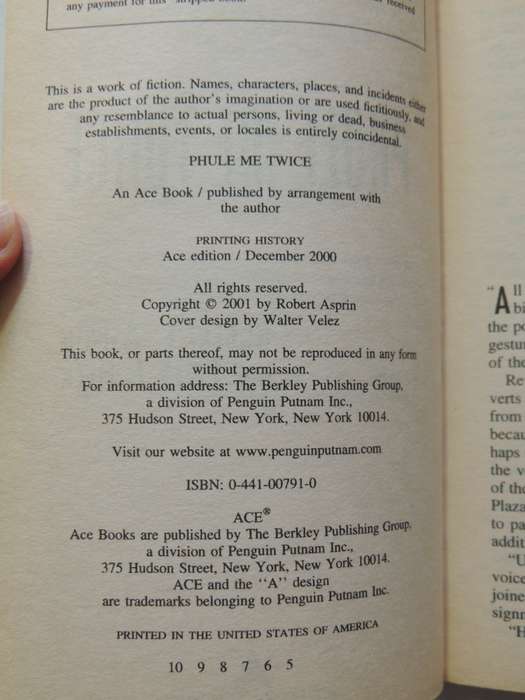 any payment for this "stripped book."
received
This is a work of fiction. Names, characters, places, and incidents either
are the product of the author's imagination or are used fictitiously, and
any resemblance to actual persons, living or dead, business
establishments, events, or locales is entirely coincidental.
PHULE ME TWICE
An Ace Book / published by arrangement with
the author
PRINTING HISTORY
Ace edition / December 2000
All rights reserved.
Copyright © 2001 by Robert Asprin
Cover design by Walter Velez
This book, or parts thereof, may not be reproduced in any form
without permission.
For information address: The Berkley Publishing Group,
a division of Penguin Putnam Inc.,
375 Hudson Street, New York, New York 10014.
Visit our website at www.penguinputnam.com
ISBN: 0-441-00791-0
ACE®
Ace Books are published by The Berkley Publishing Group,
a division of Penguin Putnam Inc.,
375 Hudson Street, New York, New York 10014.
ACE and the "A" design
are trademarks belonging to Penguin Putnam Inc.
PRINTED IN THE UNITED STATES OF AMERICA
10 9 8 7 6 5
"All
bi
the po
gestu
of the
Re
verts
from
becau
haps
the v
of the
Plaza
to pa
addit
"U
voice
joine
signr
"H